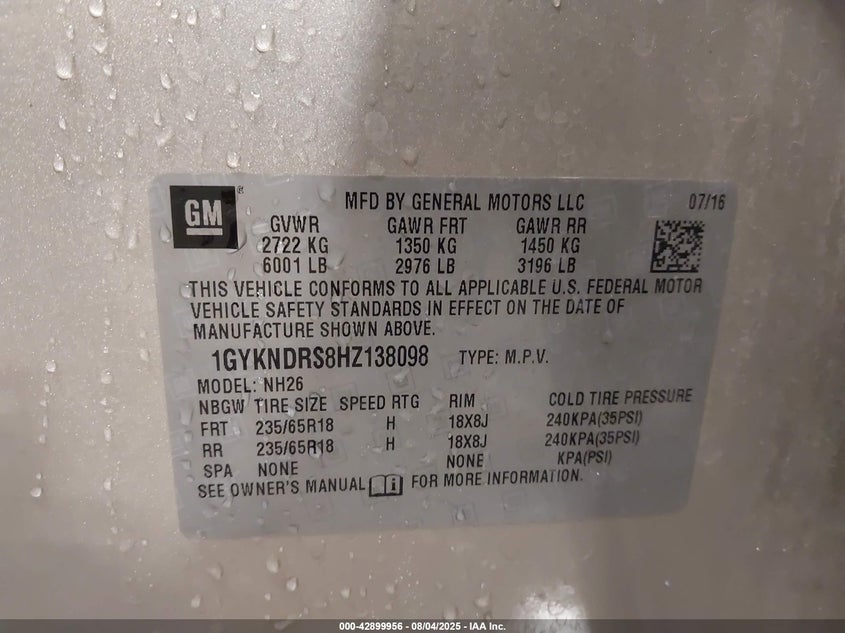 GM ®
MFD BY GENERAL MOTORS LLC 07/16
GVWR GAWR FRT GAWR RR
2722 KG 1350 KG 1450 KG
6001 LB 2976 LB 3196 LB
THIS VEHICLE CONFORMS TO ALL APPLICABLE U.S. FEDERAL MOTOR
VEHICLE SAFETY STANDARDS IN EFFECT ON THE DATE OF
MANUFACTURE SHOWN ABOVE.
1GYKNDRS8HZ138098 TYPE: M.P.V.
MODEL: NH26
NBGW TIRE SIZE SPEED RTG RIM COLD TIRE PRESSURE
FRT 235/65R18 H 18X8J 240KPA(35PSI)
RR 235/65R18 H 18X8J 240KPA(35PSI)
SPA NONE NONE KPA(PSI)
SEE OWNER'S MANUAL i FOR MORE INFORMATION.
000-42899956 - 08/04/2025 - IAA Inc.